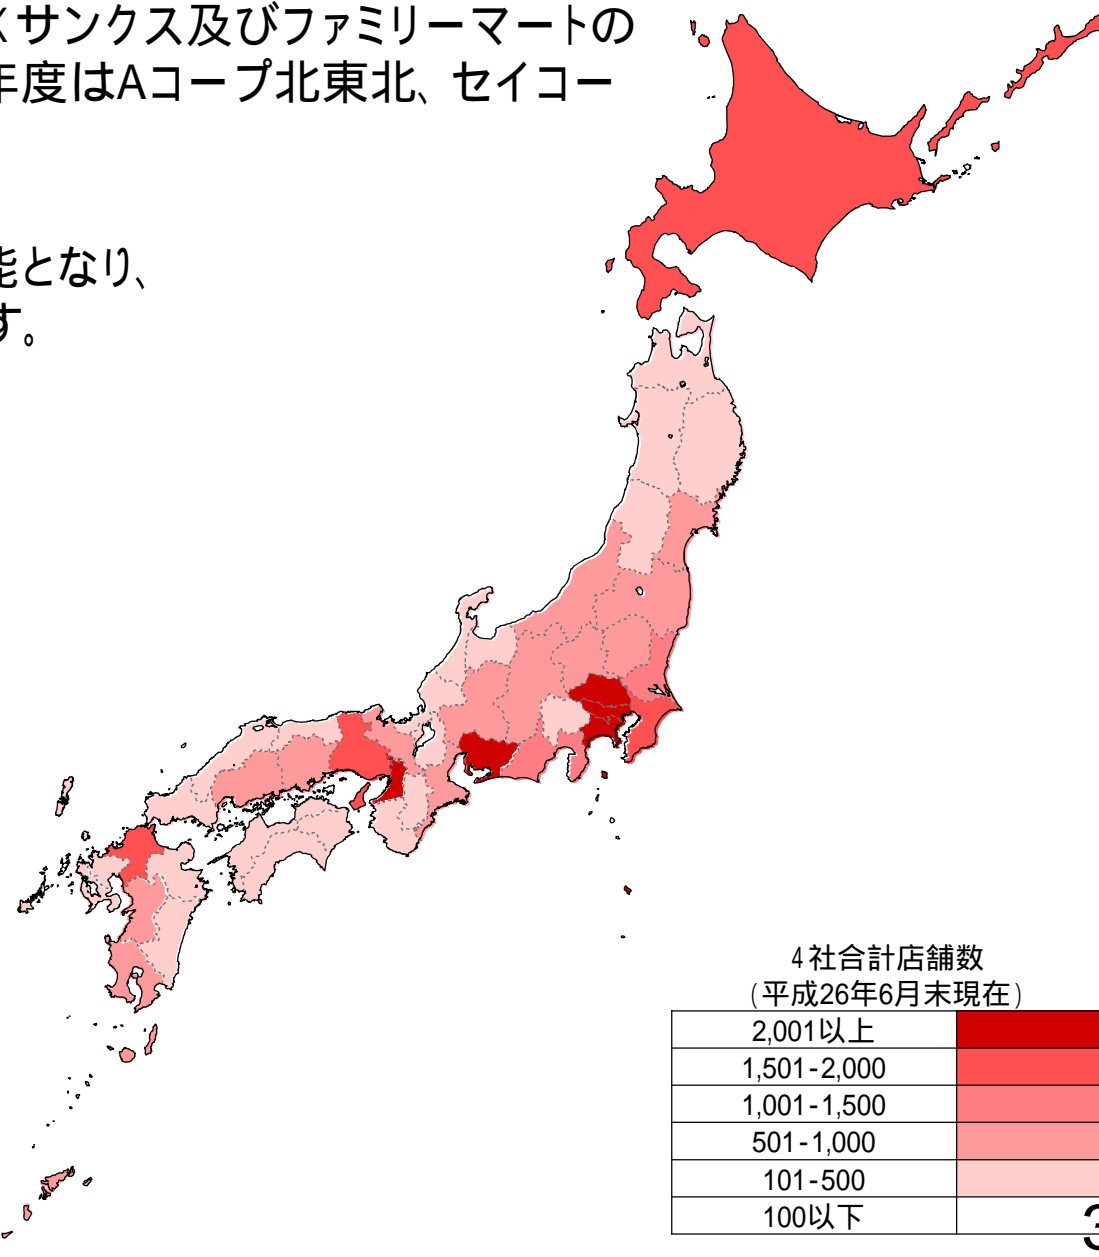 Kサンクス及びファミリーマートの
年度はAコープ北東北、セイコー
能となり、
す。
4社合計店舗数
(平成26年6月末現在)
2,001以上
1,501-2,000
1,001-1,500
501-1,000
101-500
100以下
3